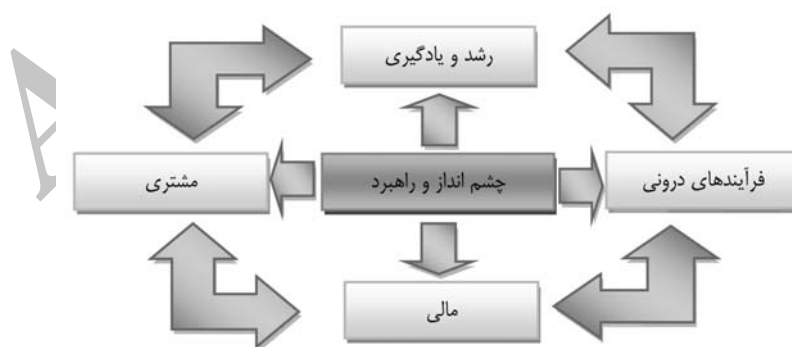 رشد و یادگیری
فرآیندهای درونی
چشم انداز و راهبرد
مشتری
مالی